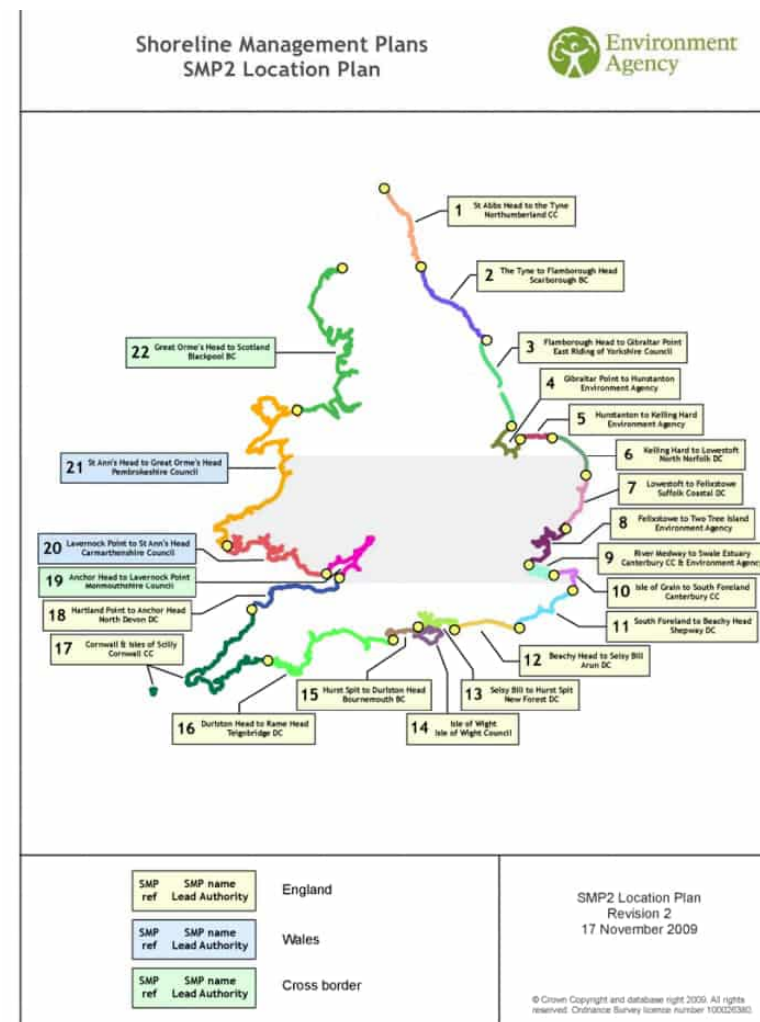 Shoreline Management Plans
SMP2 Location Plan
Environment
Agency
1 St Abbs Head to the Tyne
Northumberland CC
2 The Tyne to Flamborough Head
Scarborough BC
3 Flamborough Head to Gibraltar Point
East Riding of Yorkshire Council
4 Gibraltar Point to Hunstanton
Environment Agency
22 Great Orme's Head to Scotland
Blackpool BC
5 Hunstanton to Kelling Hard
Environment Agency
6 Kelling Hard to Lowestoft
North Norfolk DC
21 St Ann's Head to Great Orme's Head
Pembrokeshire Council
7 Lowestoft to Felixstowe
Suffolk Coastal DC
8 Felixstowe to Two Tree Island
Environment Agency
20 Lavernock Point to St Ann's Head
Carmarthenshire Council
9 River Medway to Swale Estuary
Canterbury CC & Environment Agency
19 Anchor Head to Lavernock Point
Monmouthshire Council
10 Isle of Grain to South Foreland
Canterbury CC
18 Hartland Point to Anchor Head
North Devon DC
11 South Foreland to Beachy Head
Shepway DC
17 Cornwall & Isles of Scilly
Cornwall CC
12 Beachy Head to Selsy Bill
Arun DC
15 Hurst Spit to Durlston Head
Bournemouth BC
13 Selsy Bill to Hurst Spit
New Forest DC
16 Durlston Head to Rame Head
Teignbridge DC
14 Isle of Wight
Isle of Wight Council
SMP SMP name
ref Lead Authority
England
SMP SMP name
ref Lead Authority
Wales
SMP SMP name
ref Lead Authority
Cross border
SMP2 Location Plan
Revision 2
17 November 2009
© Crown Copyright and database right 2009. All rights
reserved. Ordnance Survey licence number 100026380.